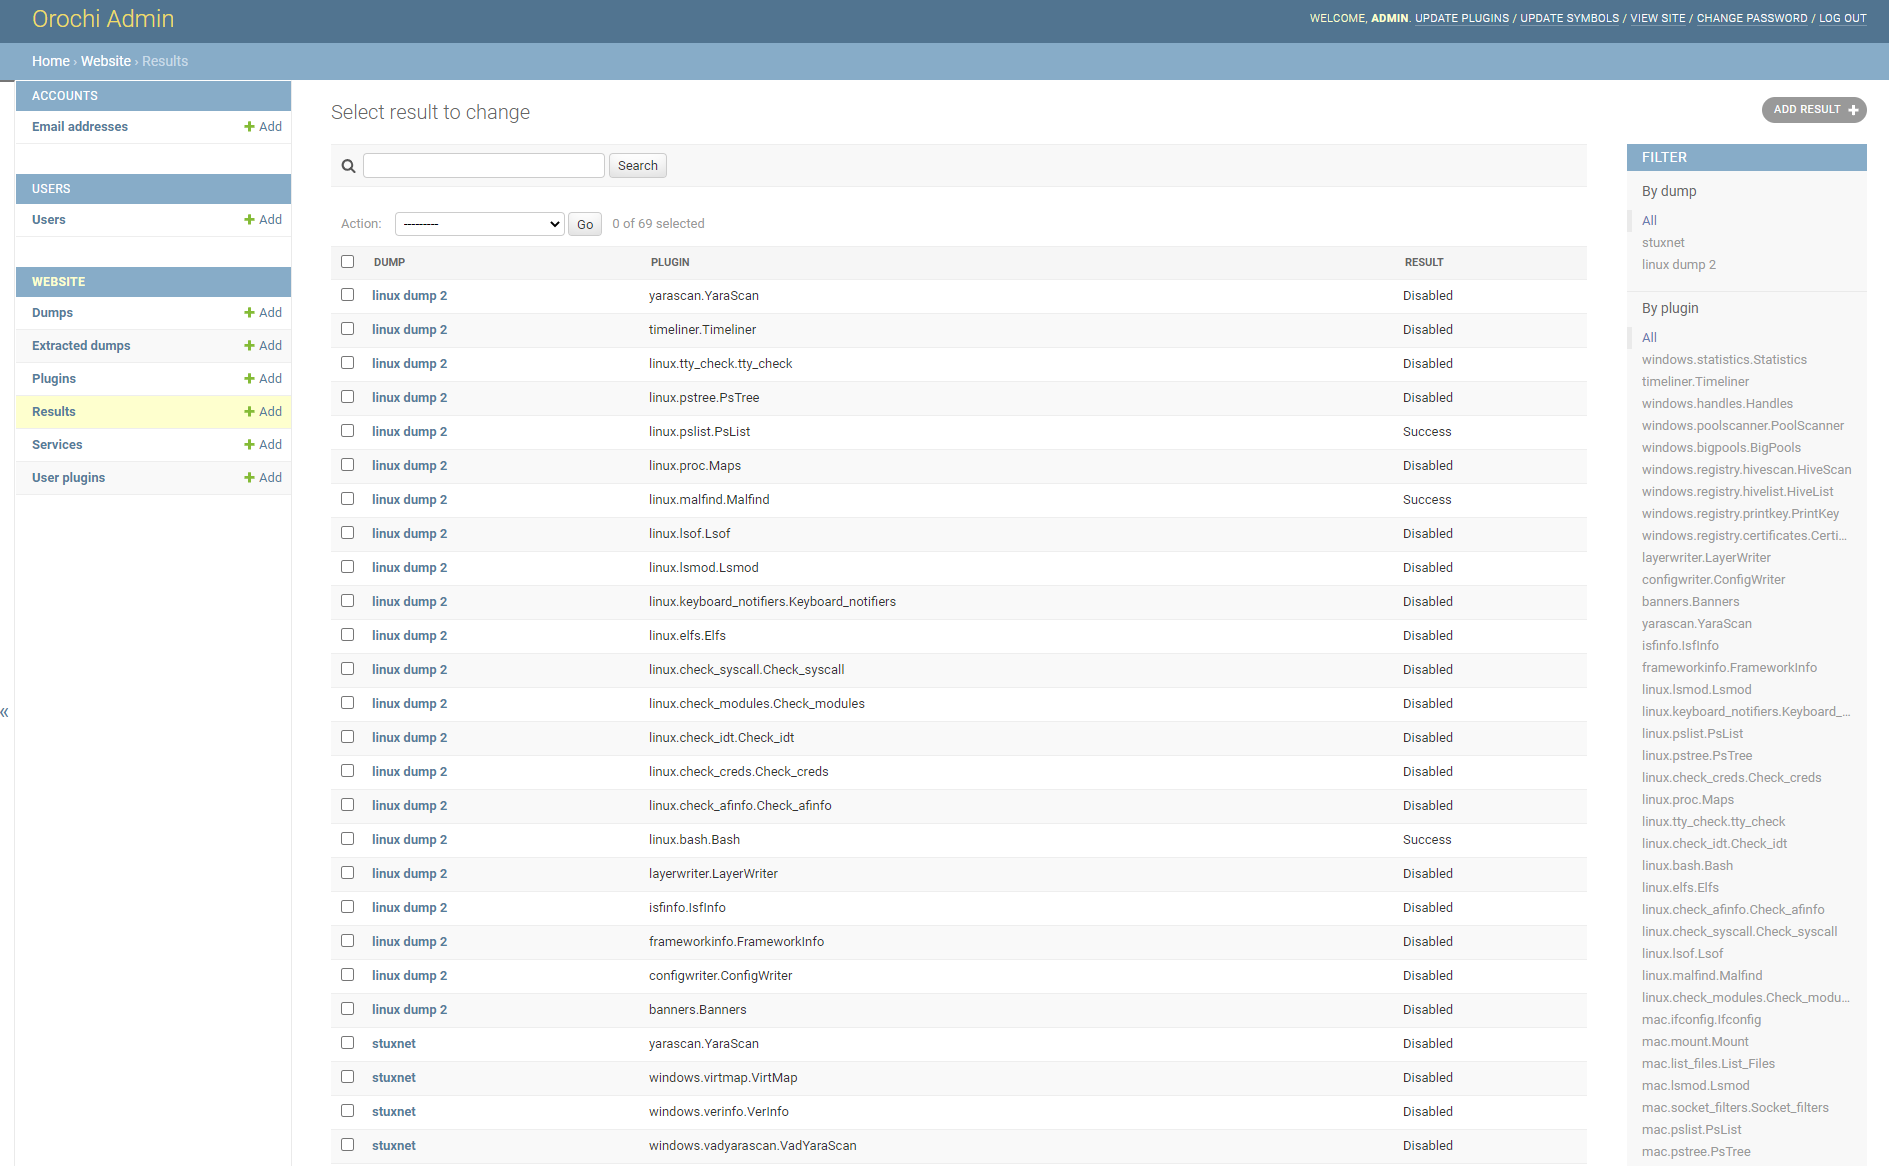 Orochi Admin
WELCOME, ADMIN. UPDATE PLUGINS / UPDATE SYMBOLS / VIEW SITE / CHANGE PASSWORD / LOG OUT
Home › Website › Results
ACCOUNTS
Email addresses + Add
USERS
Users + Add
WEBSITE
Dumps + Add
Extracted dumps + Add
Plugins + Add
Results + Add
Services + Add
User plugins + Add
«
Select result to change
ADD RESULT +
Search
Action: --------- Go 0 of 69 selected
DUMP PLUGIN RESULT
linux dump 2 yarascan.YaraScan Disabled
linux dump 2 timeliner.Timeliner Disabled
linux dump 2 linux.tty_check.tty_check Disabled
linux dump 2 linux.pstree.PsTree Disabled
linux dump 2 linux.pslist.PsList Success
linux dump 2 linux.proc.Maps Disabled
linux dump 2 linux.malfind.Malfind Success
linux dump 2 linux.lsof.Lsof Disabled
linux dump 2 linux.lsmod.Lsmod Disabled
linux dump 2 linux.keyboard_notifiers.Keyboard_notifiers Disabled
linux dump 2 linux.elfs.Elfs Disabled
linux dump 2 linux.check_syscall.Check_syscall Disabled
linux dump 2 linux.check_modules.Check_modules Disabled
linux dump 2 linux.check_idt.Check_idt Disabled
linux dump 2 linux.check_creds.Check_creds Disabled
linux dump 2 linux.check_afinfo.Check_afinfo Disabled
linux dump 2 linux.bash.Bash Success
linux dump 2 layerwriter.LayerWriter Disabled
linux dump 2 isfinfo.IsfInfo Disabled
linux dump 2 frameworkinfo.FrameworkInfo Disabled
linux dump 2 configwriter.ConfigWriter Disabled
linux dump 2 banners.Banners Disabled
stuxnet yarascan.YaraScan Disabled
stuxnet windows.virtmap.VirtMap Disabled
stuxnet windows.verinfo.VerInfo Disabled
stuxnet windows.vadyarascan.VadYaraScan Disabled
FILTER
By dump
All
stuxnet
linux dump 2
By plugin
All
windows.statistics.Statistics
timeliner.Timeliner
windows.handles.Handles
windows.poolscanner.PoolScanner
windows.bigpools.BigPools
windows.registry.hivescan.HiveScan
windows.registry.hivelist.HiveList
windows.registry.printkey.PrintKey
windows.registry.certificates.Certi...
layerwriter.LayerWriter
configwriter.ConfigWriter
banners.Banners
yarascan.YaraScan
isfinfo.IsfInfo
frameworkinfo.FrameworkInfo
linux.lsmod.Lsmod
linux.keyboard_notifiers.Keyboard_...
linux.pslist.PsList
linux.pstree.PsTree
linux.check_creds.Check_creds
linux.proc.Maps
linux.tty_check.tty_check
linux.check_idt.Check_idt
linux.bash.Bash
linux.elfs.Elfs
linux.check_afinfo.Check_afinfo
linux.check_syscall.Check_syscall
linux.lsof.Lsof
linux.malfind.Malfind
linux.check_modules.Check_modu...
mac.ifconfig.Ifconfig
mac.mount.Mount
mac.list_files.List_Files
mac.lsmod.Lsmod
mac.socket_filters.Socket_filters
mac.pslist.PsList
mac.pstree.PsTree